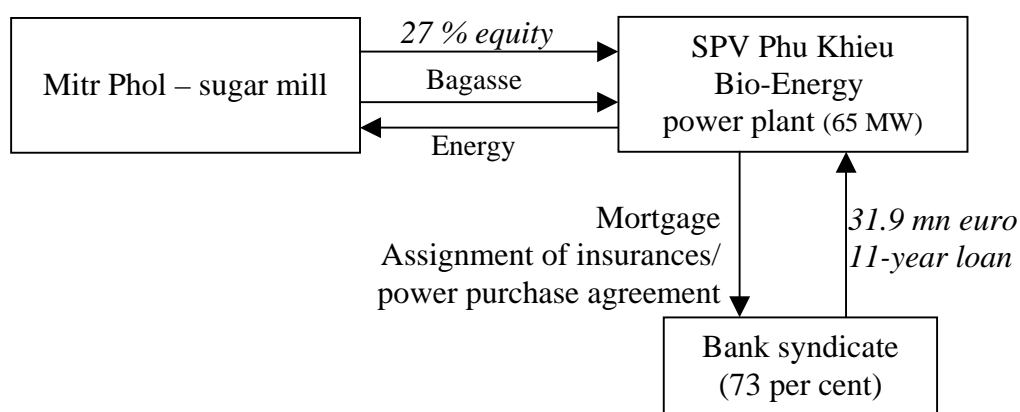 27 % equity
Mitr Phol – sugar mill
Bagasse
Energy
SPV Phu Khieu
Bio-Energy
power plant (65 MW)
Mortgage
Assignment of insurances/
power purchase agreement
31.9 mn euro
11-year loan
Bank syndicate
(73 per cent)